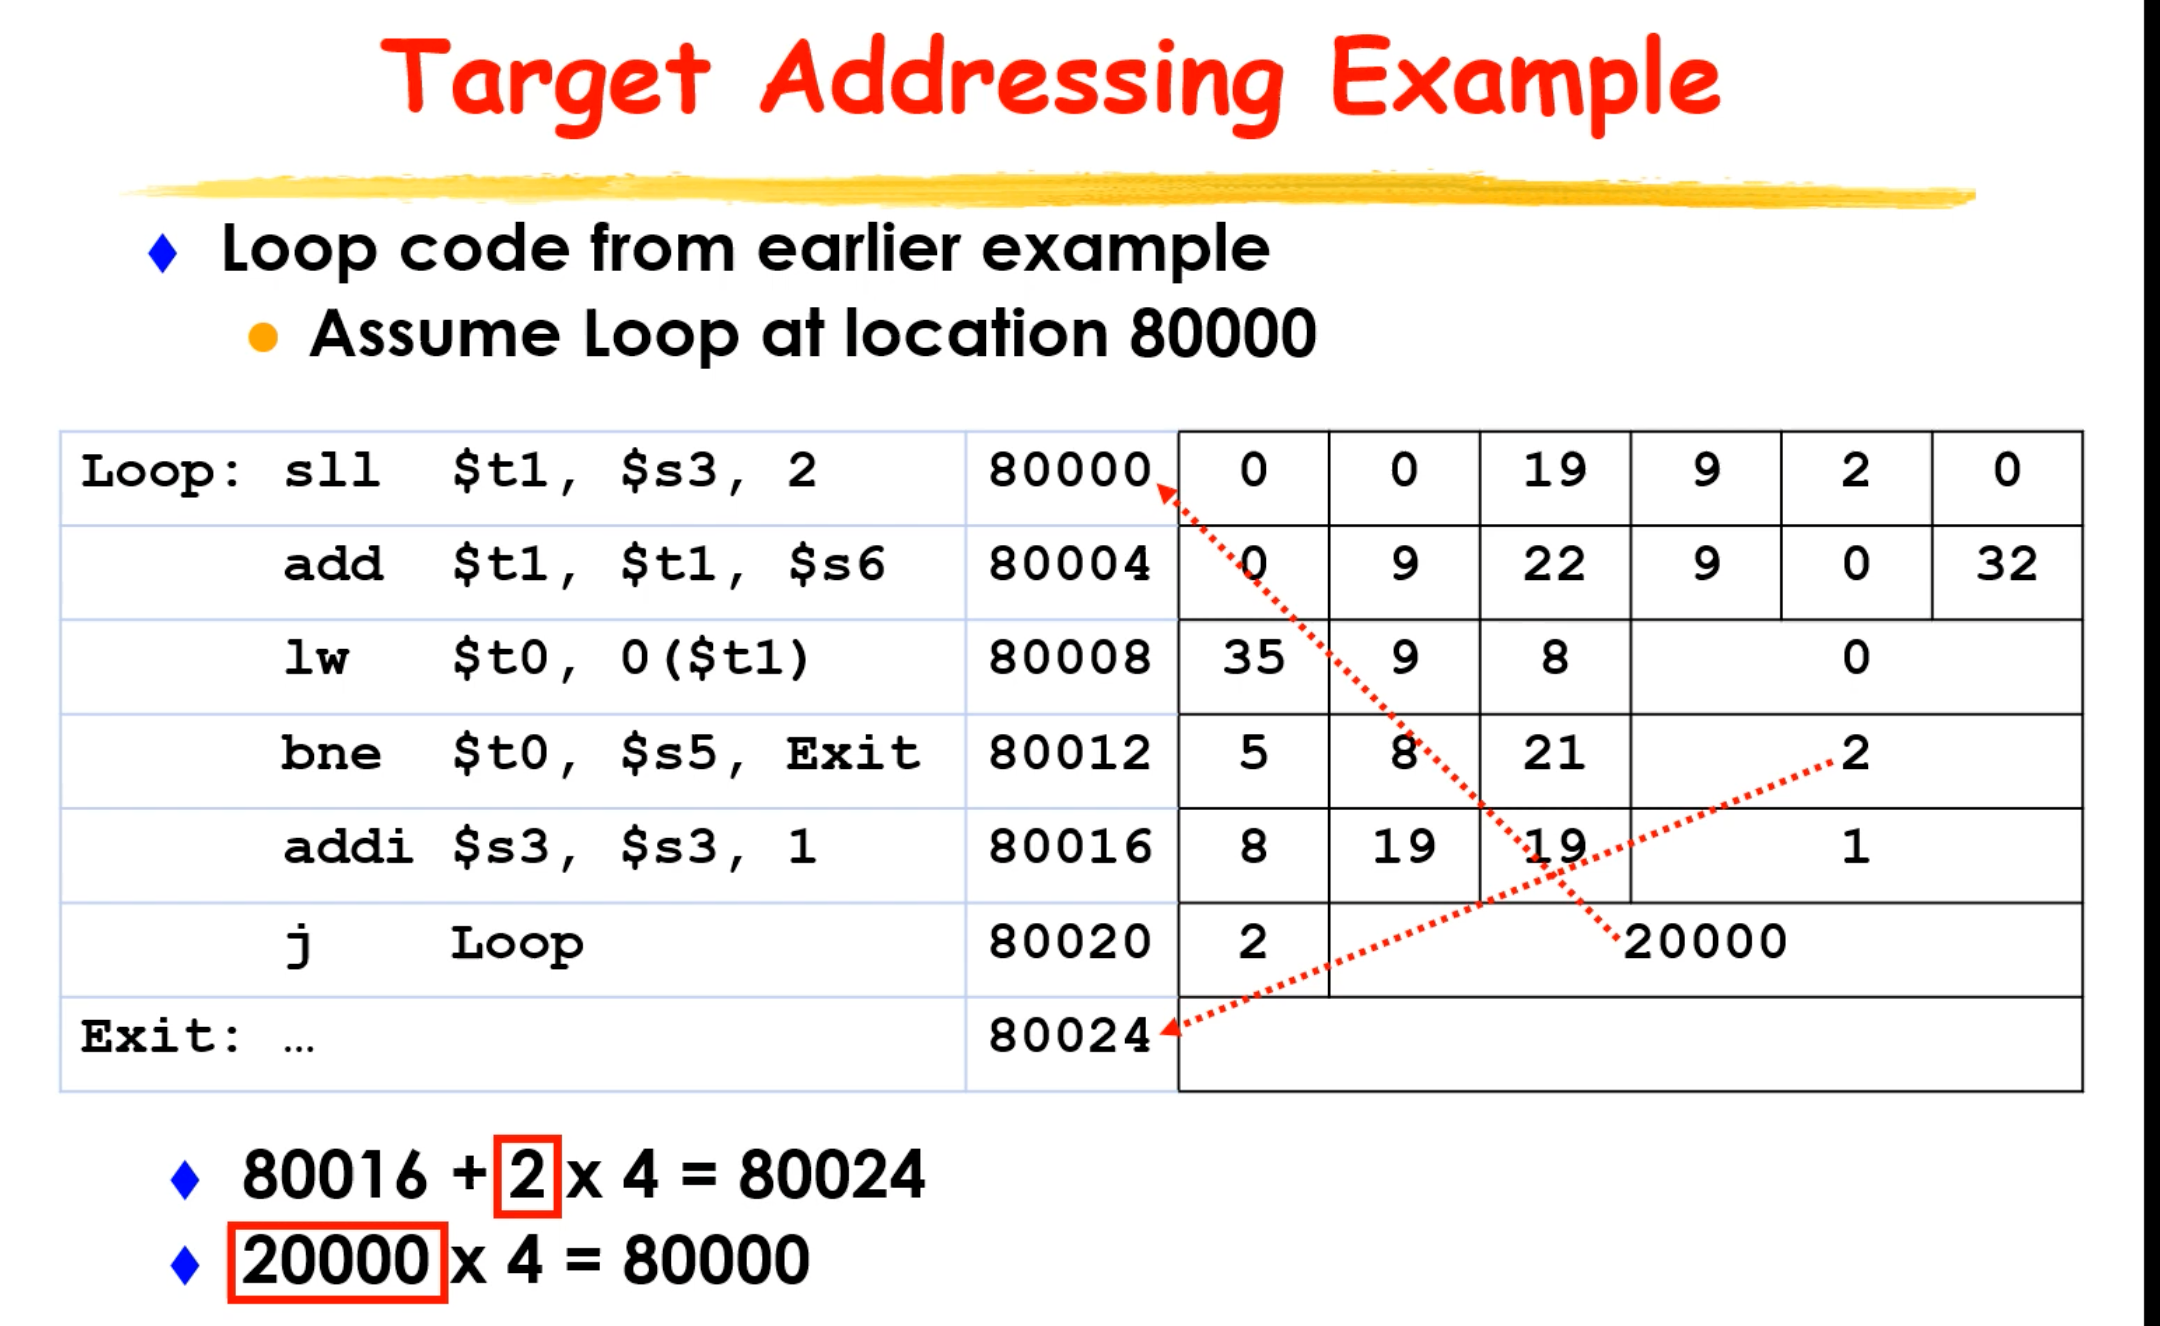 Target Addressing Example
Loop code from earlier example
Assume Loop at location 80000
Loop: sll $t1, $s3, 2 80000 0 0 19 9 2 0
add $t1, $t1, $s6 80004 0 9 22 9 0 32
lw $t0, 0($t1) 80008 35 9 8 0
bne $t0, $s5, Exit 80012 5 8 21 2
addi $s3, $s3, 1 80016 8 19 19 1
j Loop 80020 2 20000
Exit: … 80024
80016 + 2 x 4 = 80024
20000 x 4 = 80000